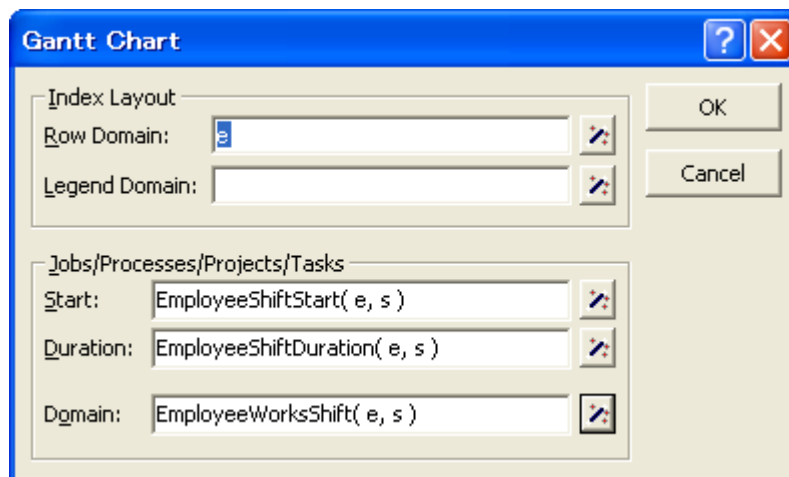 Gantt Chart
Index Layout
Row Domain: e
Legend Domain:
OK
Cancel
Jobs/Processes/Projects/Tasks
Start: EmployeeShiftStart( e, s )
Duration: EmployeeShiftDuration( e, s )
Domain: EmployeeWorksShift( e, s )